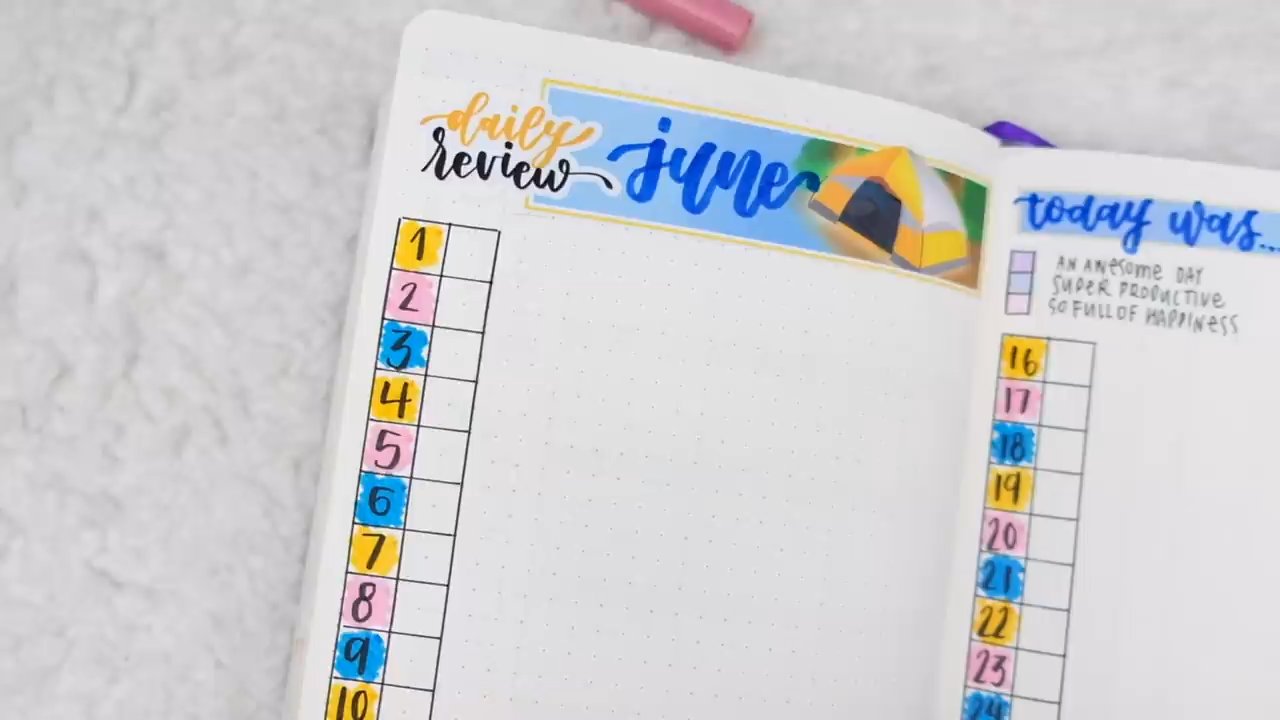 daily
review
june
1
2
3
4
5
6
7
8
9
10
today was...
AN AWESOME DAY
SUPER PRODUCTIVE
SO FULL OF HAPPINESS
16
17
18
19
20
21
22
23
24